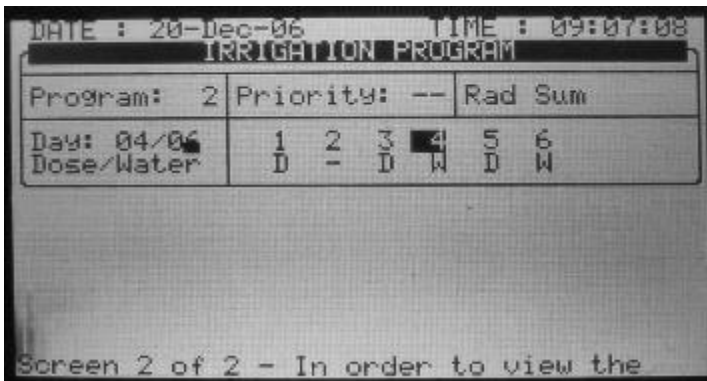 DATE : 20-Dec-06 TIME : 09:07:08
IRRIGATION PROGRAM
Program: 2 Priority: -- Rad Sum
Day: 04/06 1 2 3 4 5 6
Dose/Water D - D W D W
Screen 2 of 2 - In order to view the